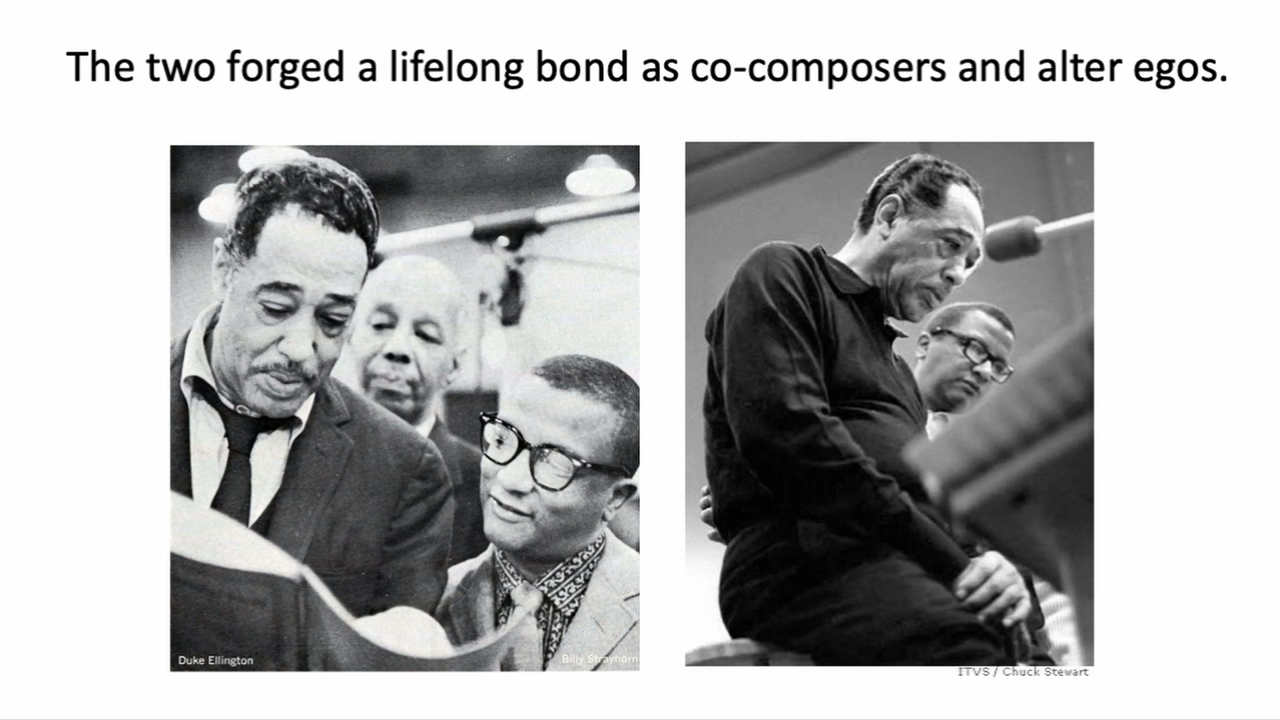 The two forged a lifelong bond as co-composers and alter egos.
Duke Ellington
Billy Strayhorn
ITVS / Chuck Stewart